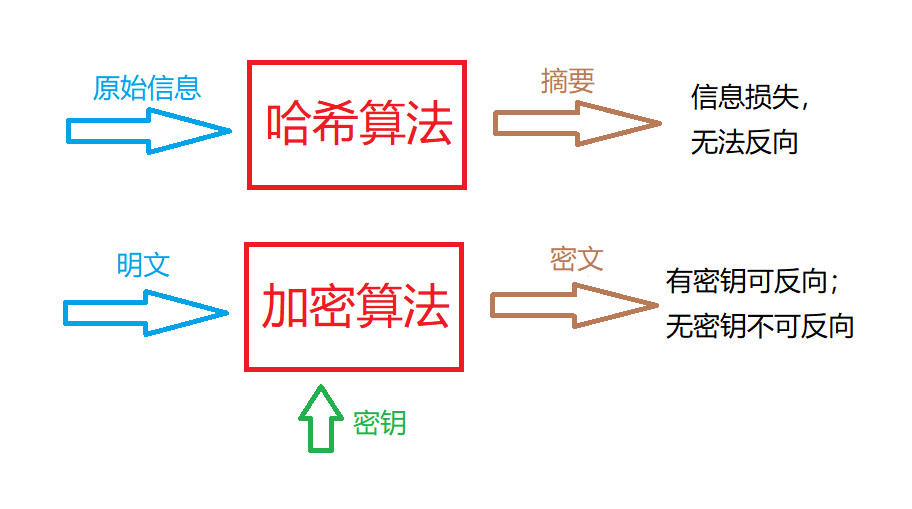 原始信息
哈希算法
摘要
信息损失，
无法反向
明文
加密算法
密文
有密钥可反向；
无密钥不可反向
密钥